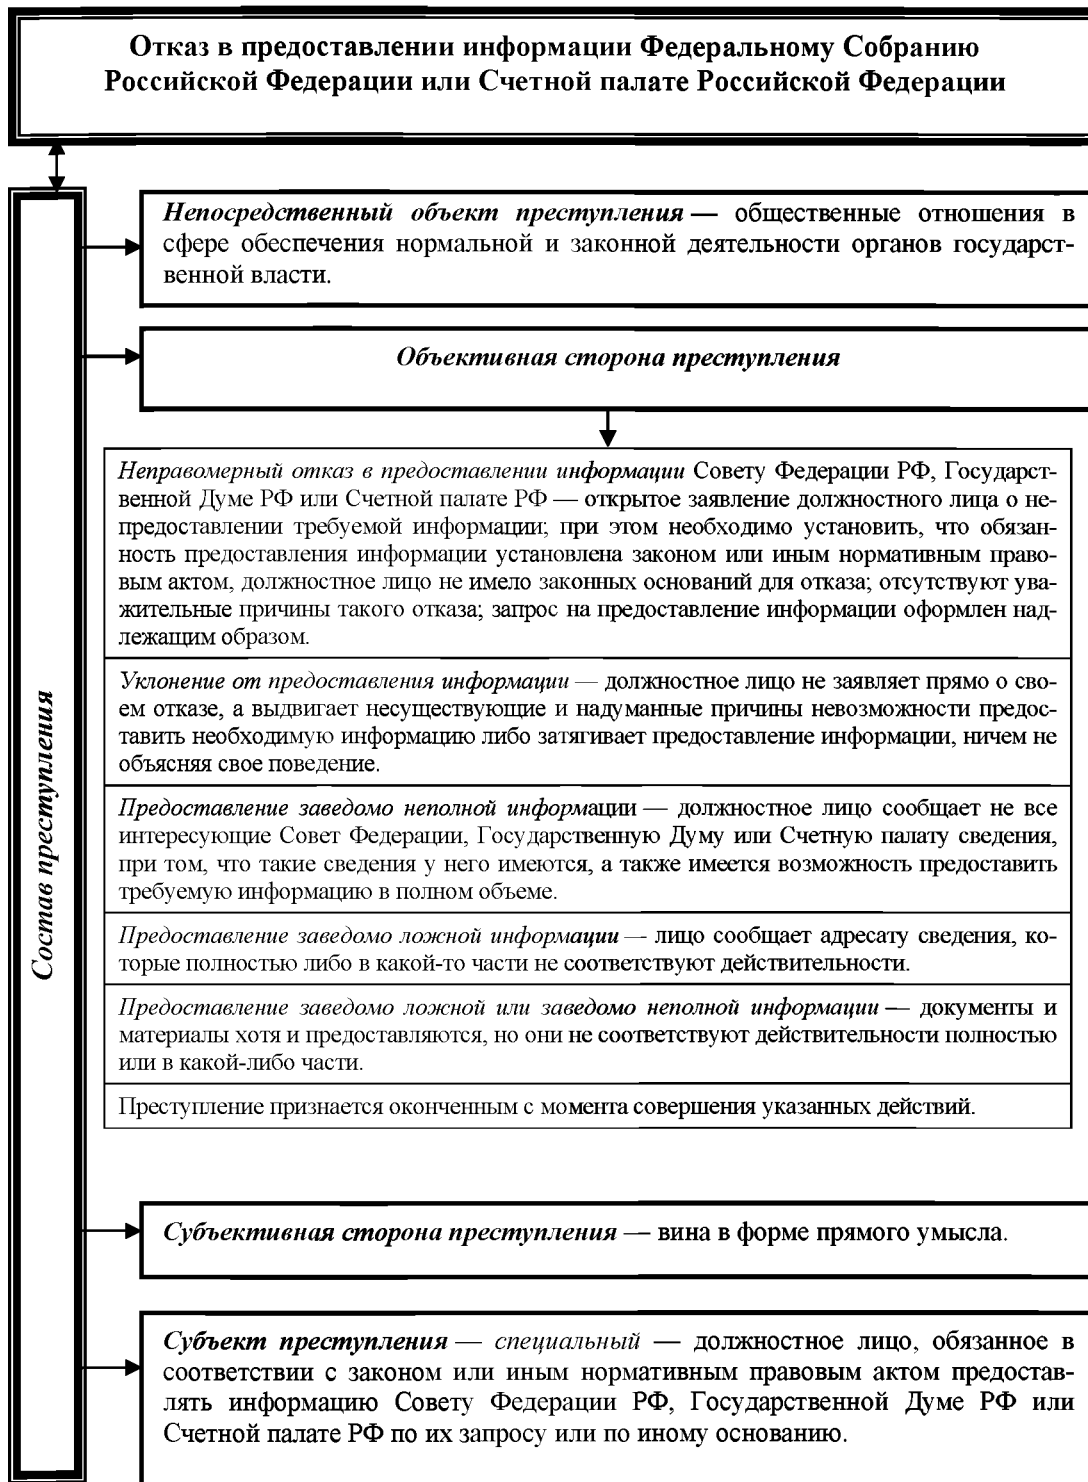 Отказ в предоставлении информации Федеральному Собранию
Российской Федерации или Счетной палате Российской Федерации
Состав преступления
Непосредственный объект преступления — общественные отношения в
сфере обеспечения нормальной и законной деятельности органов государст-
венной власти.
Объективная сторона преступления
Неправомерный отказ в предоставлении информации Совету Федерации РФ, Государст-
венной Думе РФ или Счетной палате РФ — открытое заявление должностного лица о не-
предоставлении требуемой информации; при этом необходимо установить, что обязан-
ность предоставления информации установлена законом или иным нормативным право-
вым актом, должностное лицо не имело законных оснований для отказа; отсутствуют ува-
жительные причины такого отказа; запрос на предоставление информации оформлен над-
лежащим образом.
Уклонение от предоставления информации — должностное лицо не заявляет прямо о сво-
ем отказе, а выдвигает несуществующие и надуманные причины невозможности предос-
тавить необходимую информацию либо затягивает предоставление информации, ничем не
объясняя свое поведение.
Предоставление заведомо неполной информации — должностное лицо сообщает не все
интересующие Совет Федерации, Государственную Думу или Счетную палату сведения,
при том, что такие сведения у него имеются, а также имеется возможность предоставить
требуемую информацию в полном объеме.
Предоставление заведомо ложной информации — лицо сообщает адресату сведения, ко-
торые полностью либо в какой-то части не соответствуют действительности.
Предоставление заведомо ложной или заведомо неполной информации — документы и
материалы хотя и предоставляются, но они не соответствуют действительности полностью
или в какой-либо части.
Преступление признается оконченным с момента совершения указанных действий.
Субъективная сторона преступления — вина в форме прямого умысла.
Субъект преступления — специальный — должностное лицо, обязанное в
соответствии с законом или иным нормативным правовым актом предостав-
лять информацию Совету Федерации РФ, Государственной Думе РФ или
Счетной палате РФ по их запросу или по иному основанию.